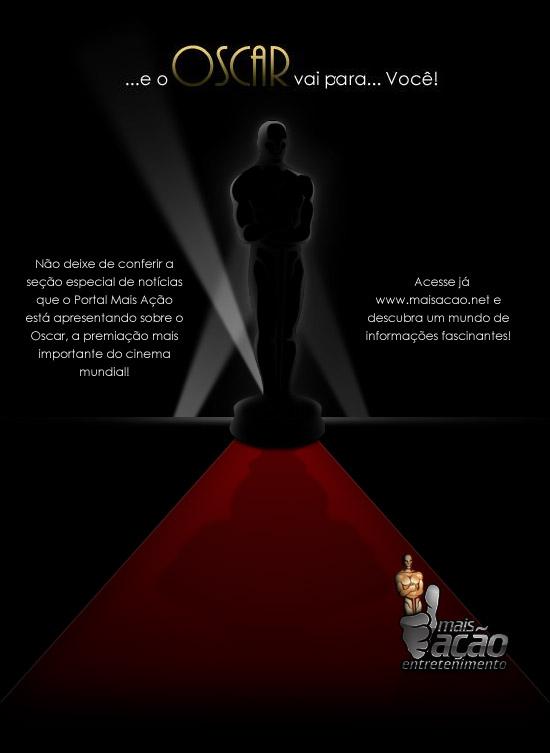 ...e o OSCAR vai para... Você!
Não deixe de conferir a
seção especial de notícias
que o Portal Mais Ação
está apresentando sobre o
Oscar, a premiação mais
importante do cinema
mundial!
Acesse já
www.maisacao.net e
descubra um mundo de
informações fascinantes!
mais
ação
entretenimento